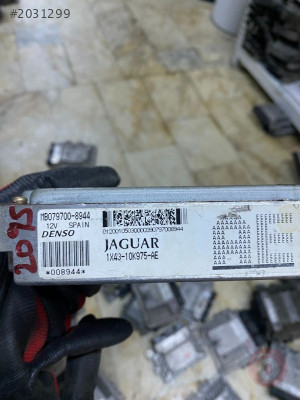 #2031299
MB079700-8944
12V SPAIN
DENSO
*008944*
JAGUAR
1X43-10K975-AE
2095